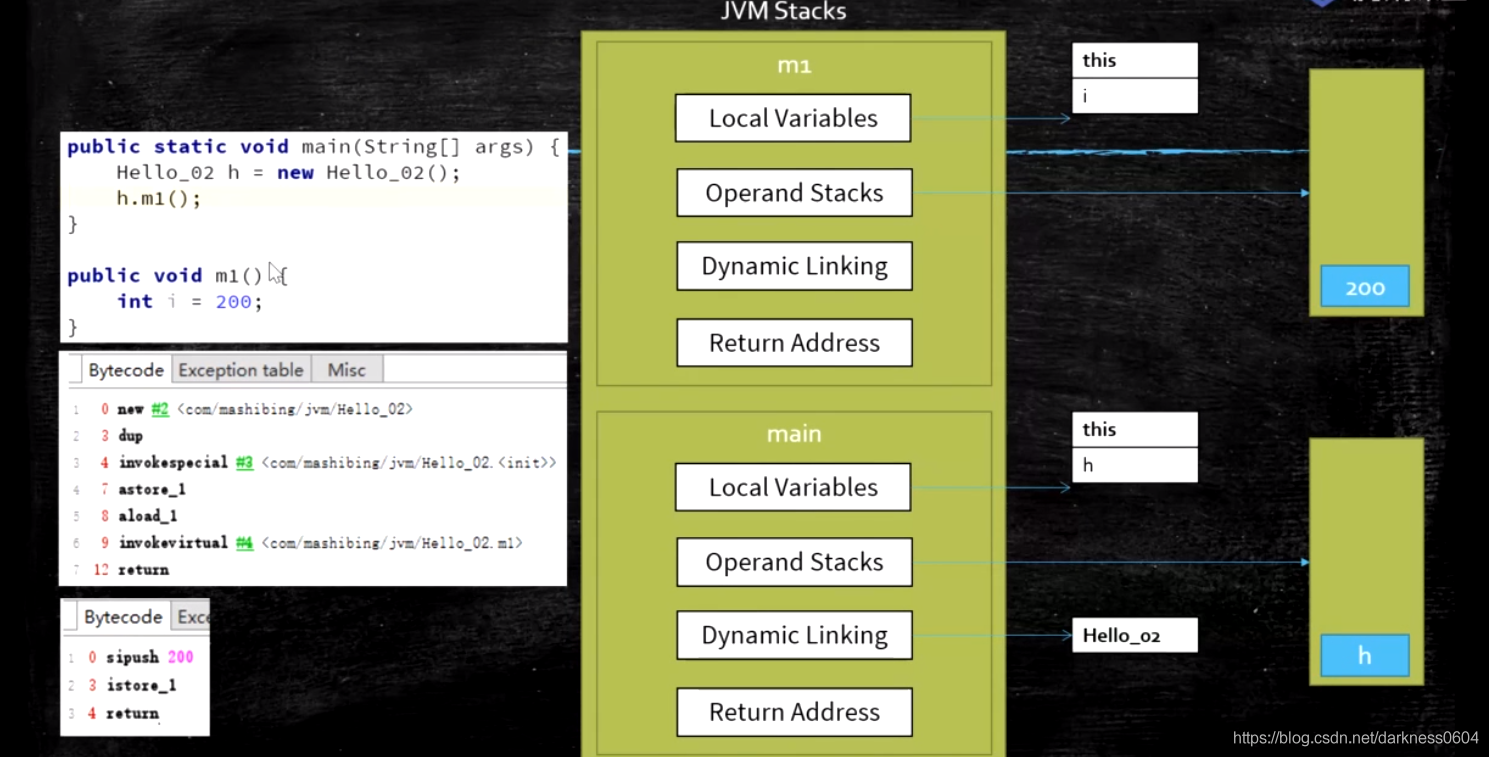 JVM Stacks
public static void main(String[] args) {
Hello_02 h = new Hello_02();
h.m1();
}
public void m1() {
int i = 200;
}
Bytecode Exception table Misc
1 0 new #2 <com/mashibing/jvm/Hello_02>
2 3 dup
3 4 invokespecial #3 <com/mashibing/jvm/Hello_02.<init>>
4 7 astore_1
5 8 aload_1
6 9 invokevirtual #4 <com/mashibing/jvm/Hello_02.m1>
7 12 return
Bytecode Exce
1 0 sipush 200
2 3 istore_1
3 4 return
m1
Local Variables
Operand Stacks
Dynamic Linking
Return Address
this
i
200
main
Local Variables
Operand Stacks
Dynamic Linking
Return Address
this
h
Hello_02
h
https://blog.csdn.net/darkness0604